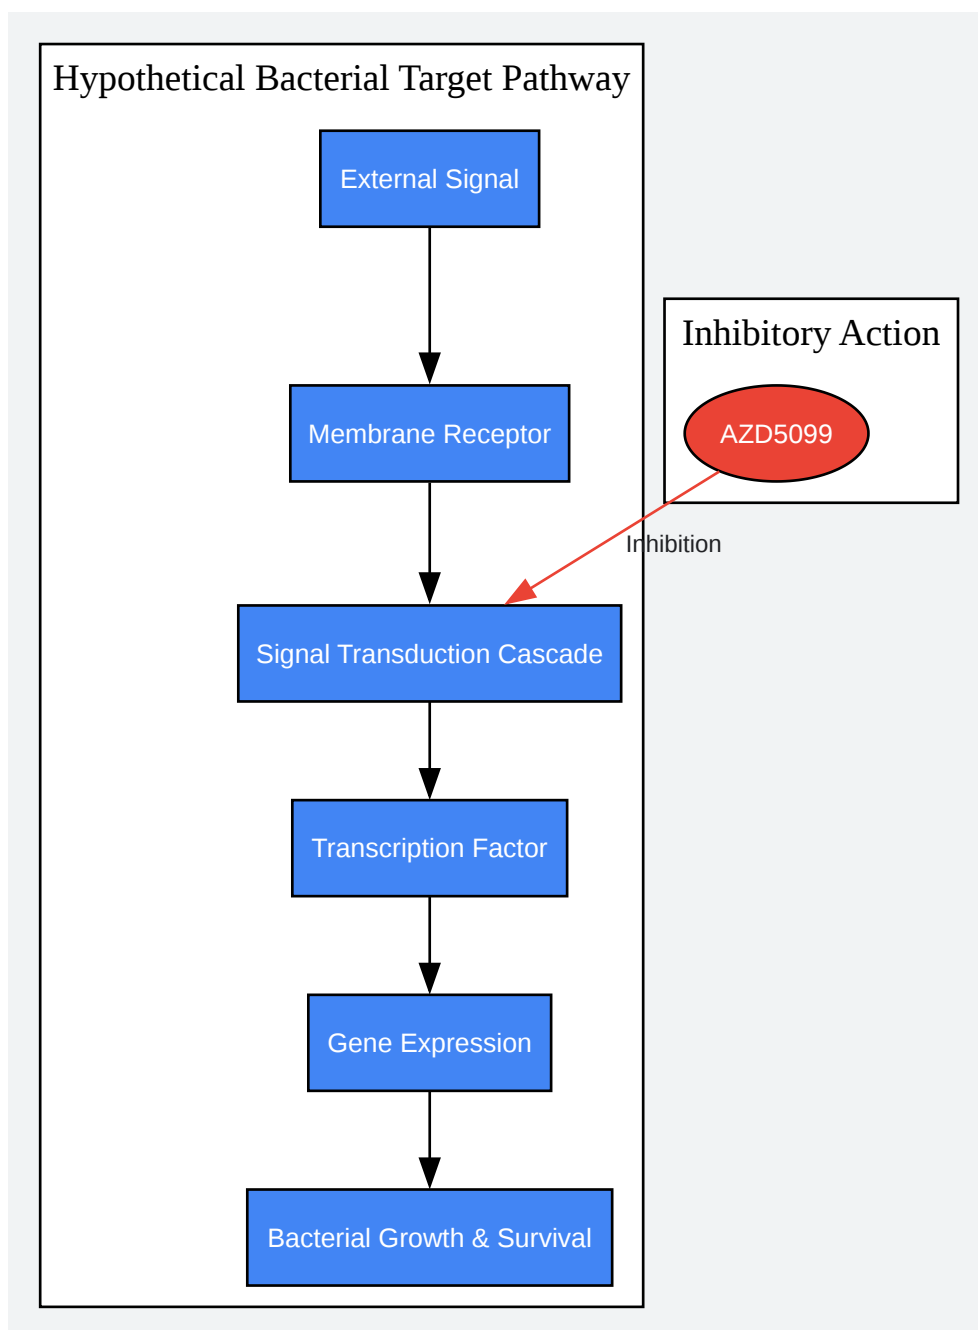 Hypothetical Bacterial Target Pathway
External Signal
Inhibitory Action
Membrane Receptor
AZD5099
Inhibition
Signal Transduction Cascade
Transcription Factor
Gene Expression
Bacterial Growth & Survival